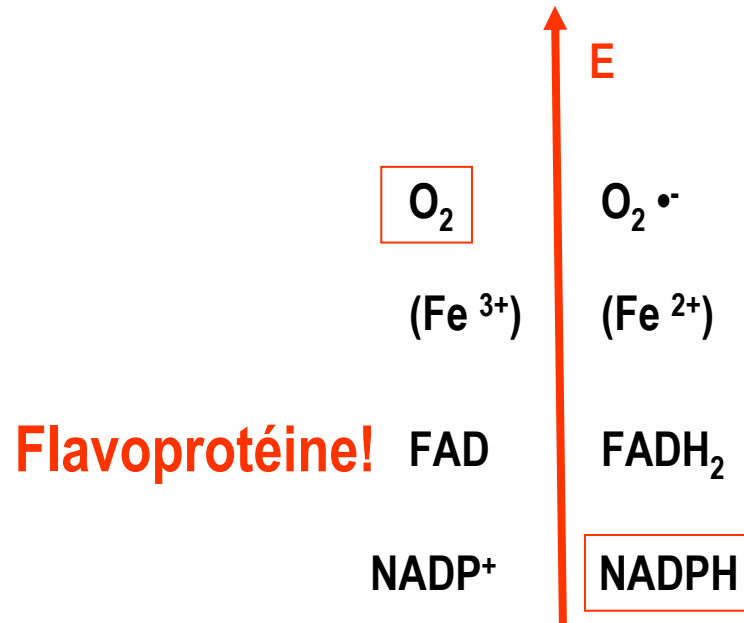 E
O₂ O₂ •⁻
(Fe ³⁺) (Fe ²⁺)
Flavoprotéine! FAD FADH₂
NADP⁺ NADPH